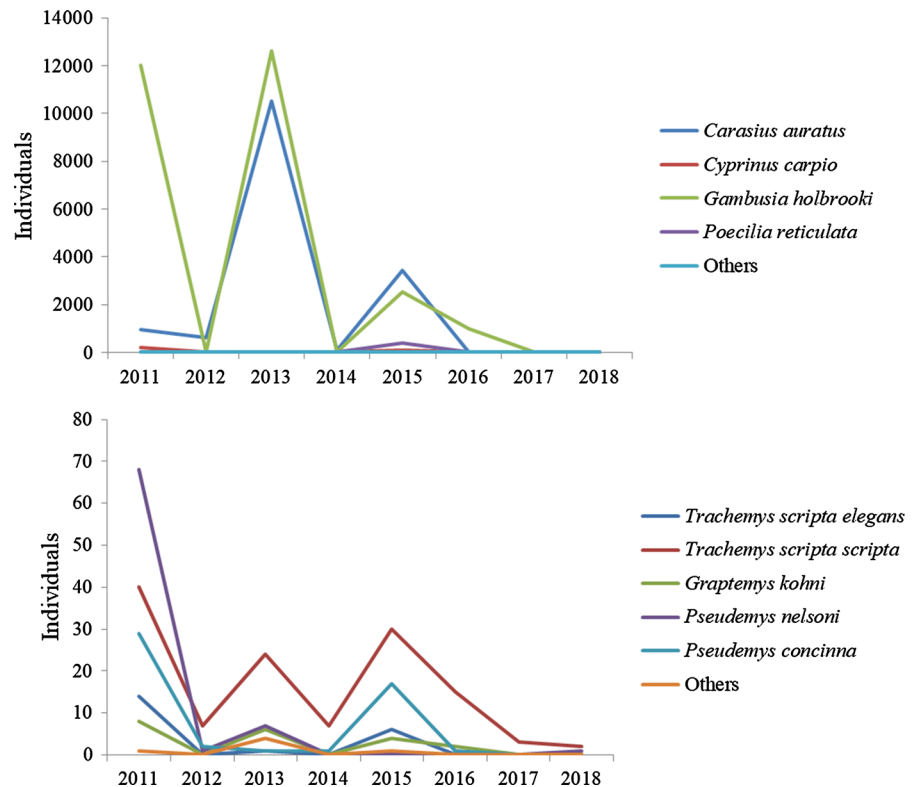 14000
12000
10000
8000
6000
4000
2000
0
Individuals
2011 2012 2013 2014 2015 2016 2017 2018
Carasius auratus
Cyprinus carpio
Gambusia holbrooki
Poecilia reticulata
Others
80
70
60
50
40
30
20
10
0
Individuals
2011 2012 2013 2014 2015 2016 2017 2018
Trachemys scripta elegans
Trachemys scripta scripta
Graptemys kohni
Pseudemys nelsoni
Pseudemys concinna
Others